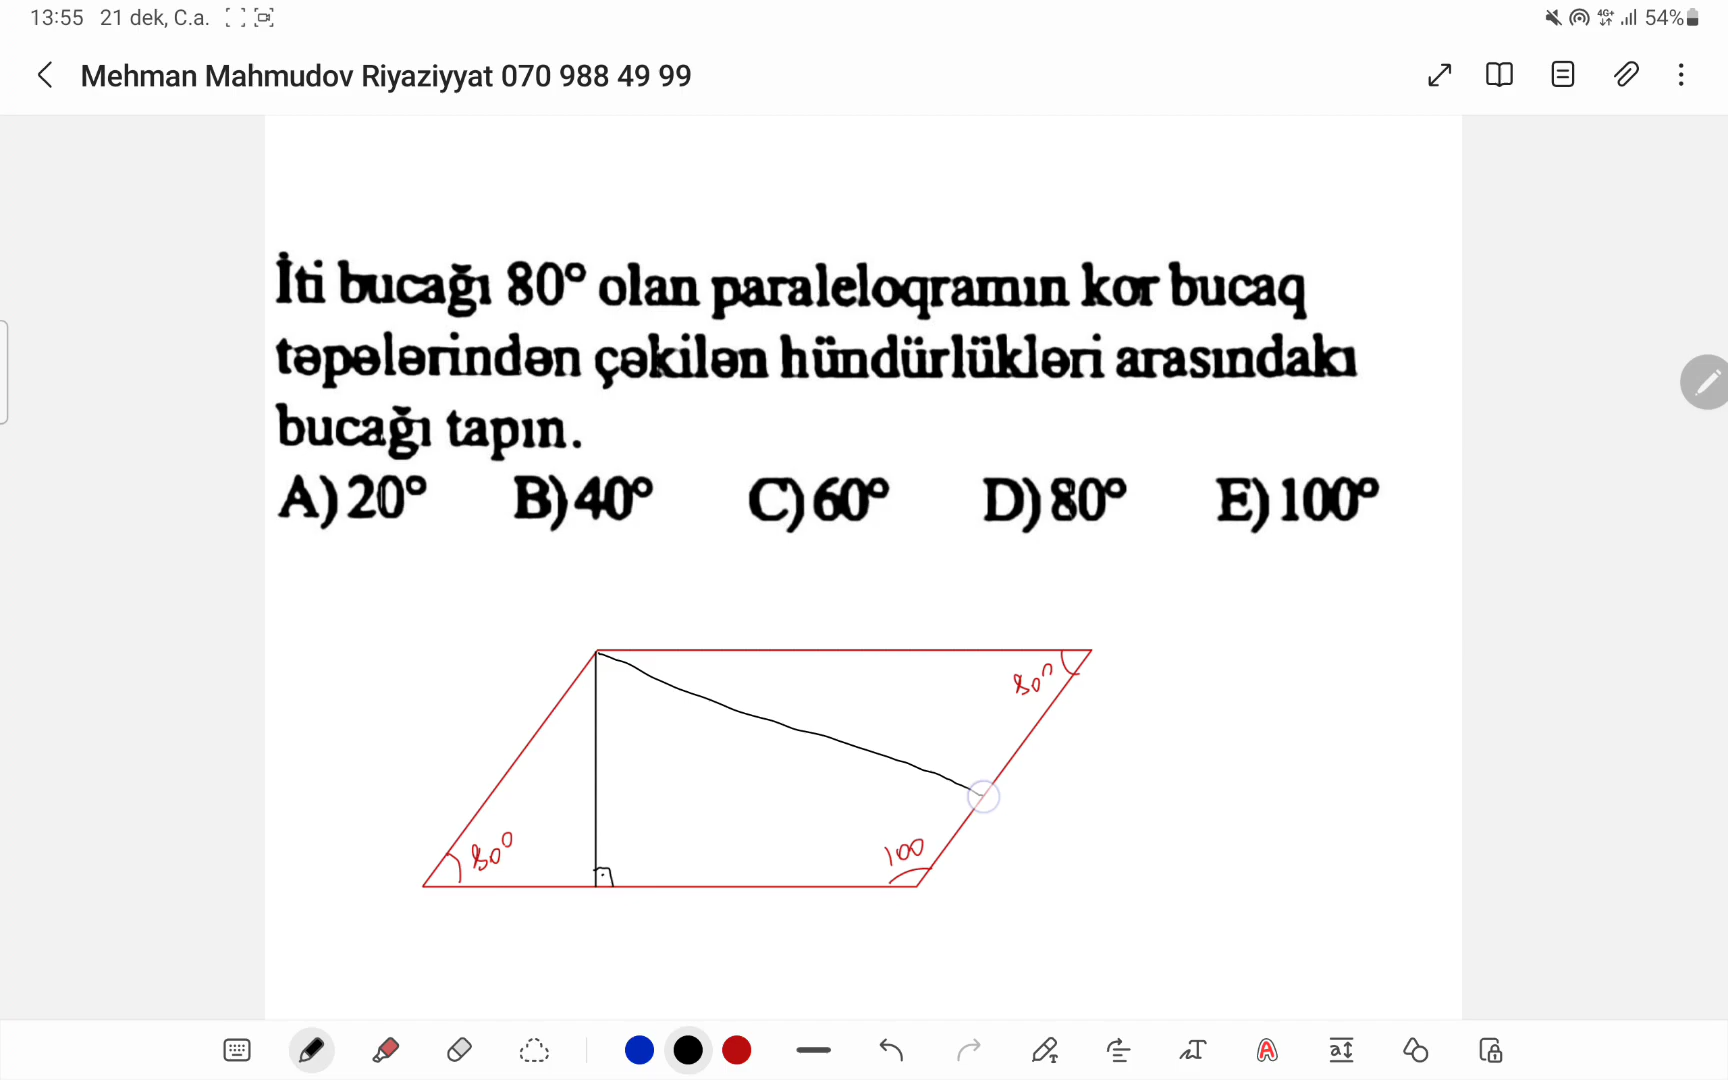 13:55 21 dek, C.a. 4G+ 54%
Mehman Mahmudov Riyaziyyat 070 988 49 99
İti bucağı 80° olan paraleloqramın kor bucaq
təpələrindən çəkilən hündürlükləri arasındakı
bucağı tapın.
A) 20° B) 40° C) 60° D) 80° E) 100°
80°
80°
100